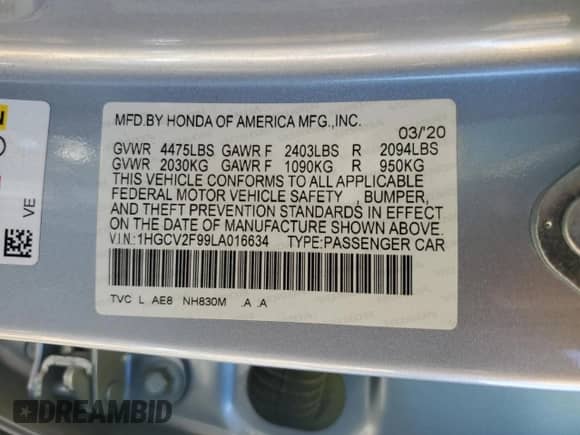 MFD.BY HONDA OF AMERICA MFG.,INC.
03/'20
GVWR 4475LBS GAWR F 2403LBS R 2094LBS
GVWR 2030KG GAWR F 1090KG R 950KG
THIS VEHICLE CONFORMS TO ALL APPLICABLE
FEDERAL MOTOR VEHICLE SAFETY , BUMPER,
AND THEFT PREVENTION STANDARDS IN EFFECT
ON THE DATE OF MANUFACTURE SHOWN ABOVE.
VIN:1HGCV2F99LA016634 TYPE:PASSENGER CAR
TVC L AE8 NH830M .A .A
VE
DREAMBID